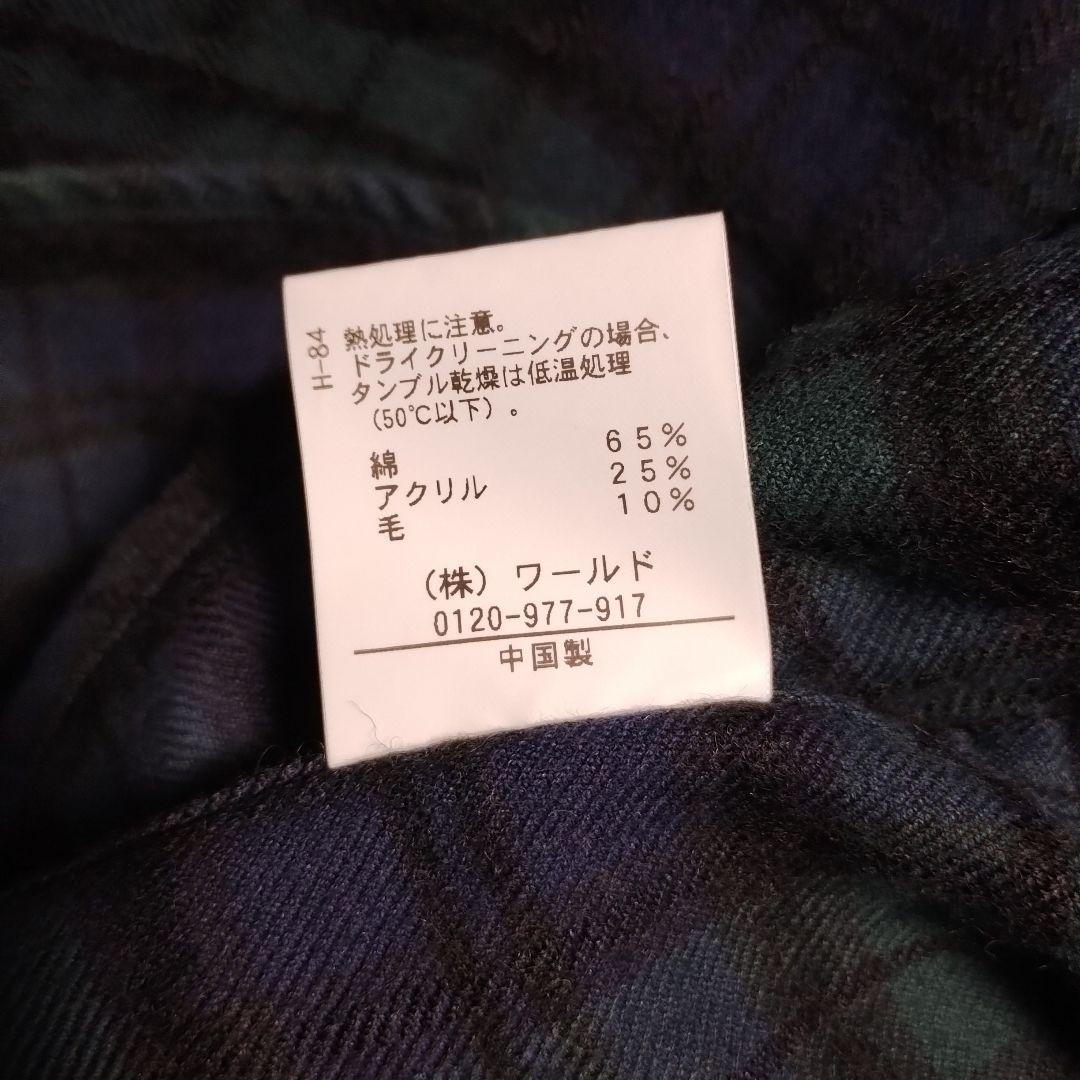 H-84
熱処理に注意。
ドライクリーニングの場合、
タンブル乾燥は低温処理
（50℃以下）。
綿 65%
アクリル 25%
毛 10%
（株）ワールド
0120-977-917
中国製